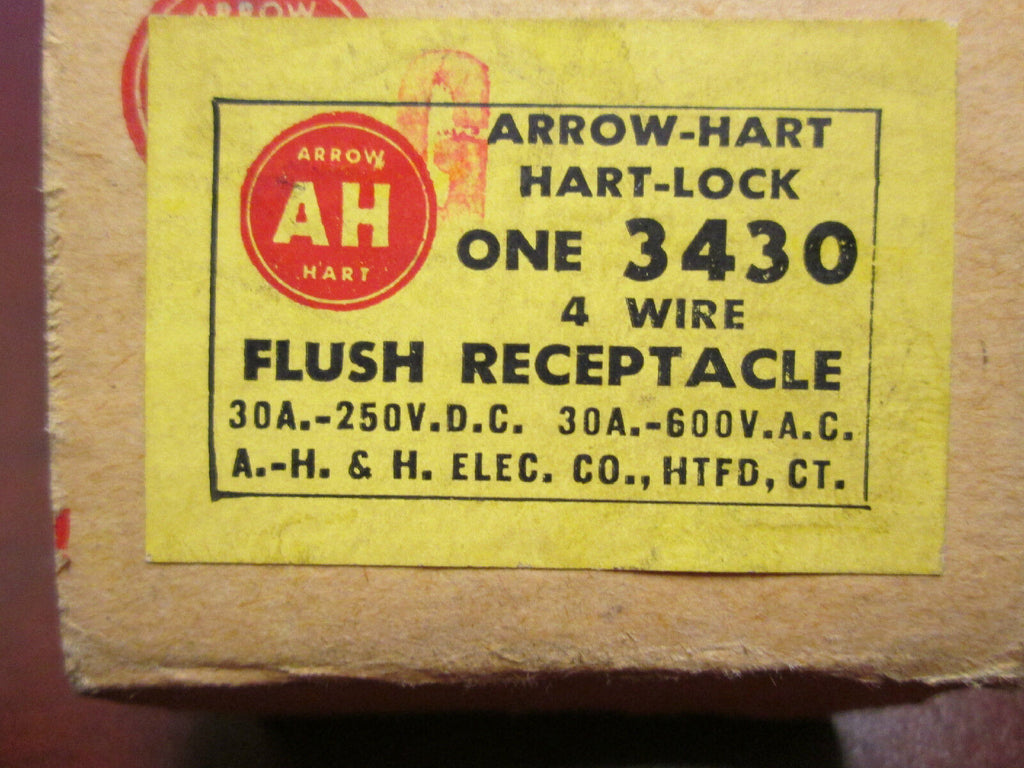 ARROW
ARROW
AH
HART
ARROW-HART
HART-LOCK
ONE 3430
4 WIRE
FLUSH RECEPTACLE
30A.-250V.D.C. 30A.-600V.A.C.
A.-H. & H. ELEC. CO., HTFD, CT.